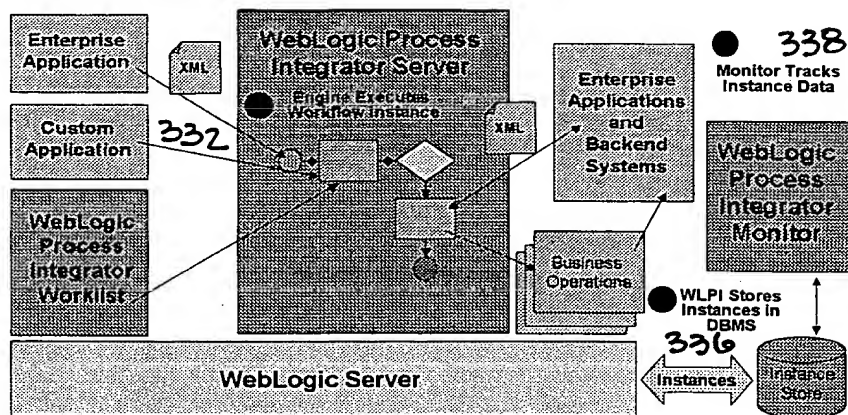 Enterprise
Application
XML
Custom
Application
332
WebLogic
Process
Integrator
Worklist
WebLogic Process
Integrator Server
Engine Executes
Workflow Instance
XML
Enterprise
Applications
and
Backend
Systems
Business
Operations
338
Monitor Tracks
Instance Data
WebLogic
Process
Integrator
Monitor
WLPI Stores
Instances in
DBMS
336
WebLogic Server
Instances
Instance
Store